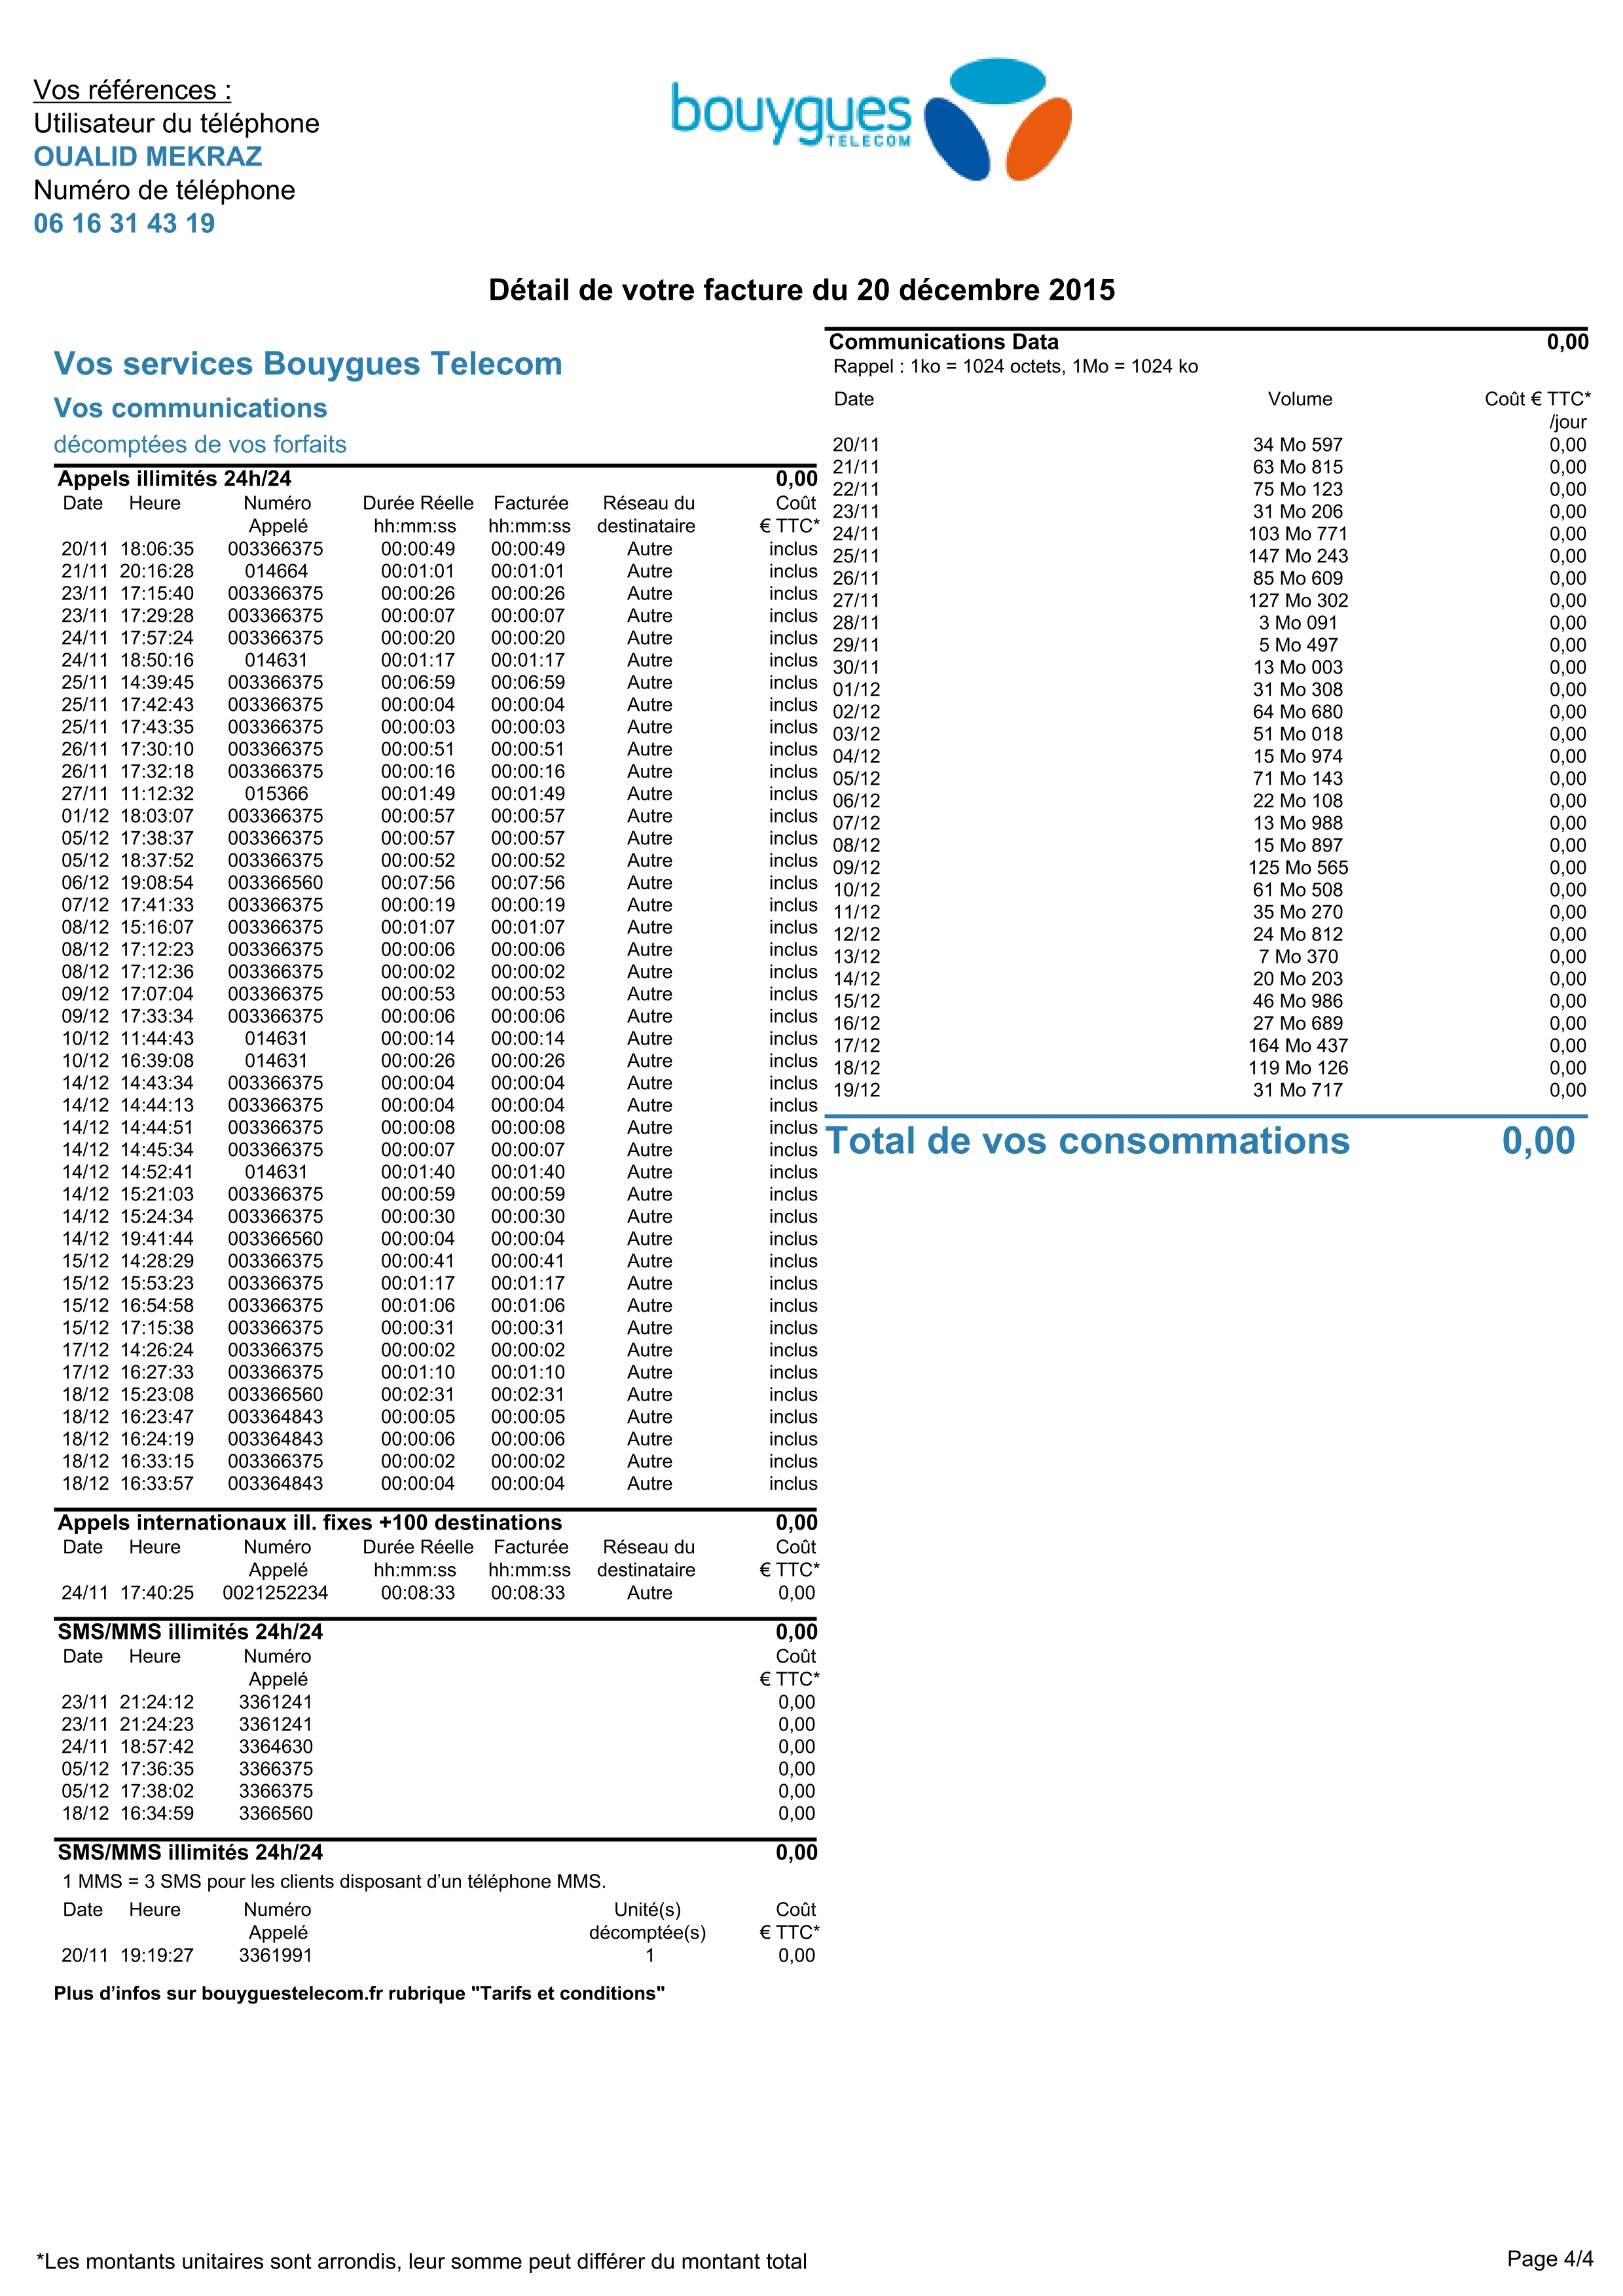 Vos références :
Utilisateur du téléphone
OUALID MEKRAZ
Numéro de téléphone
06 16 31 43 19
bouygues
TELECOM
Détail de votre facture du 20 décembre 2015
Vos services Bouygues Telecom
Vos communications
décomptées de vos forfaits
Appels illimités 24h/24 0,00
Date Heure Numéro Durée Réelle Facturée Réseau du Coût
Appelé hh:mm:ss hh:mm:ss destinataire € TTC*
20/11 18:06:35 003366375 00:00:49 00:00:49 Autre inclus
21/11 20:16:28 014664 00:01:01 00:01:01 Autre inclus
23/11 17:15:40 003366375 00:00:26 00:00:26 Autre inclus
23/11 17:29:28 003366375 00:00:07 00:00:07 Autre inclus
24/11 17:57:24 003366375 00:00:20 00:00:20 Autre inclus
24/11 18:50:16 014631 00:01:17 00:01:17 Autre inclus
25/11 14:39:45 003366375 00:06:59 00:06:59 Autre inclus
25/11 17:42:43 003366375 00:00:04 00:00:04 Autre inclus
25/11 17:43:35 003366375 00:00:03 00:00:03 Autre inclus
26/11 17:30:10 003366375 00:00:51 00:00:51 Autre inclus
26/11 17:32:18 003366375 00:00:16 00:00:16 Autre inclus
27/11 11:12:32 015366 00:01:49 00:01:49 Autre inclus
01/12 18:03:07 003366375 00:00:57 00:00:57 Autre inclus
05/12 17:38:37 003366375 00:00:57 00:00:57 Autre inclus
05/12 18:37:52 003366375 00:00:52 00:00:52 Autre inclus
06/12 19:08:54 003366560 00:07:56 00:07:56 Autre inclus
07/12 17:41:33 003366375 00:00:19 00:00:19 Autre inclus
08/12 15:16:07 003366375 00:01:07 00:01:07 Autre inclus
08/12 17:12:23 003366375 00:00:06 00:00:06 Autre inclus
08/12 17:12:36 003366375 00:00:02 00:00:02 Autre inclus
09/12 17:07:04 003366375 00:00:53 00:00:53 Autre inclus
09/12 17:33:34 003366375 00:00:06 00:00:06 Autre inclus
10/12 11:44:43 014631 00:00:14 00:00:14 Autre inclus
10/12 16:39:08 014631 00:00:26 00:00:26 Autre inclus
14/12 14:43:34 003366375 00:00:04 00:00:04 Autre inclus
14/12 14:44:13 003366375 00:00:04 00:00:04 Autre inclus
14/12 14:44:51 003366375 00:00:08 00:00:08 Autre inclus
14/12 14:45:34 003366375 00:00:07 00:00:07 Autre inclus
14/12 14:52:41 014631 00:01:40 00:01:40 Autre inclus
14/12 15:21:03 003366375 00:00:59 00:00:59 Autre inclus
14/12 15:24:34 003366375 00:00:30 00:00:30 Autre inclus
14/12 19:41:44 003366560 00:00:04 00:00:04 Autre inclus
15/12 14:28:29 003366375 00:00:41 00:00:41 Autre inclus
15/12 15:53:23 003366375 00:01:17 00:01:17 Autre inclus
15/12 16:54:58 003366375 00:01:06 00:01:06 Autre inclus
15/12 17:15:38 003366375 00:00:31 00:00:31 Autre inclus
17/12 14:26:24 003366375 00:00:02 00:00:02 Autre inclus
17/12 16:27:33 003366375 00:01:10 00:01:10 Autre inclus
18/12 15:23:08 003366560 00:02:31 00:02:31 Autre inclus
18/12 16:23:47 003364843 00:00:05 00:00:05 Autre inclus
18/12 16:24:19 003364843 00:00:06 00:00:06 Autre inclus
18/12 16:33:15 003366375 00:00:02 00:00:02 Autre inclus
18/12 16:33:57 003364843 00:00:04 00:00:04 Autre inclus
Appels internationaux ill. fixes +100 destinations 0,00
Date Heure Numéro Durée Réelle Facturée Réseau du Coût
Appelé hh:mm:ss hh:mm:ss destinataire € TTC*
24/11 17:40:25 0021252234 00:08:33 00:08:33 Autre 0,00
SMS/MMS illimités 24h/24 0,00
Date Heure Numéro Coût
Appelé € TTC*
23/11 21:24:12 3361241 0,00
23/11 21:24:23 3361241 0,00
24/11 18:57:42 3364630 0,00
05/12 17:36:35 3366375 0,00
05/12 17:38:02 3366375 0,00
18/12 16:34:59 3366560 0,00
SMS/MMS illimités 24h/24 0,00
1 MMS = 3 SMS pour les clients disposant d’un téléphone MMS.
Date Heure Numéro Unité(s) Coût
Appelé décomptée(s) € TTC*
20/11 19:19:27 3361991 1 0,00
Plus d’infos sur bouyguestelecom.fr rubrique "Tarifs et conditions"
Communications Data 0,00
Rappel : 1ko = 1024 octets, 1Mo = 1024 ko
Date Volume Coût € TTC*
/jour
20/11 34 Mo 597 0,00
21/11 63 Mo 815 0,00
22/11 75 Mo 123 0,00
23/11 31 Mo 206 0,00
24/11 103 Mo 771 0,00
25/11 147 Mo 243 0,00
26/11 85 Mo 609 0,00
27/11 127 Mo 302 0,00
28/11 3 Mo 091 0,00
29/11 5 Mo 497 0,00
30/11 13 Mo 003 0,00
01/12 31 Mo 308 0,00
02/12 64 Mo 680 0,00
03/12 51 Mo 018 0,00
04/12 15 Mo 974 0,00
05/12 71 Mo 143 0,00
06/12 22 Mo 108 0,00
07/12 13 Mo 988 0,00
08/12 15 Mo 897 0,00
09/12 125 Mo 565 0,00
10/12 61 Mo 508 0,00
11/12 35 Mo 270 0,00
12/12 24 Mo 812 0,00
13/12 7 Mo 370 0,00
14/12 20 Mo 203 0,00
15/12 46 Mo 986 0,00
16/12 27 Mo 689 0,00
17/12 164 Mo 437 0,00
18/12 119 Mo 126 0,00
19/12 31 Mo 717 0,00
Total de vos consommations 0,00
*Les montants unitaires sont arrondis, leur somme peut différer du montant total
Page 4/4